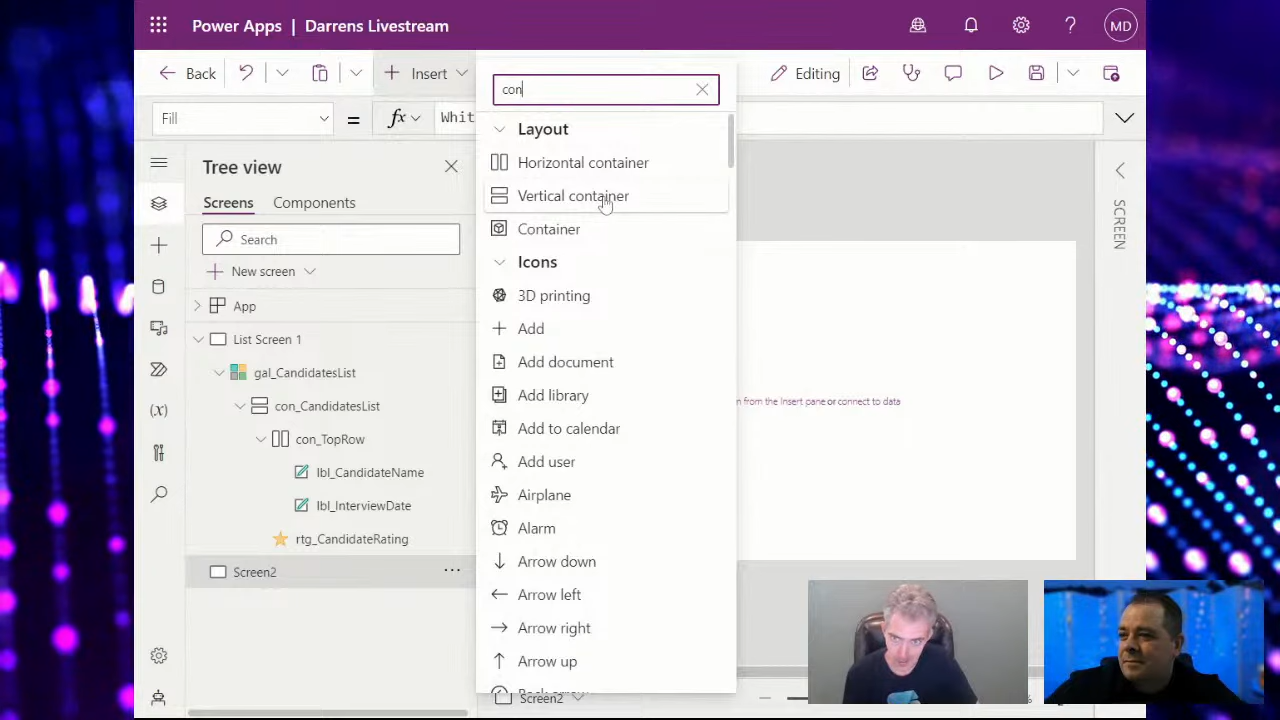 Power Apps | Darrens Livestream
MD
Back
Insert
Editing
con
Fill
=
fx
Whit
Layout
Horizontal container
Vertical container
Container
Icons
3D printing
Add
Add document
Add library
Add to calendar
Add user
Airplane
Alarm
Arrow down
Arrow left
Arrow right
Arrow up
Tree view
Screens
Components
Search
New screen
App
List Screen 1
gal_CandidatesList
con_CandidatesList
con_TopRow
lbl_CandidateName
lbl_InterviewDate
rtg_CandidateRating
Screen2
from the Insert pane or connect to data
SCREEN
Screen2
%